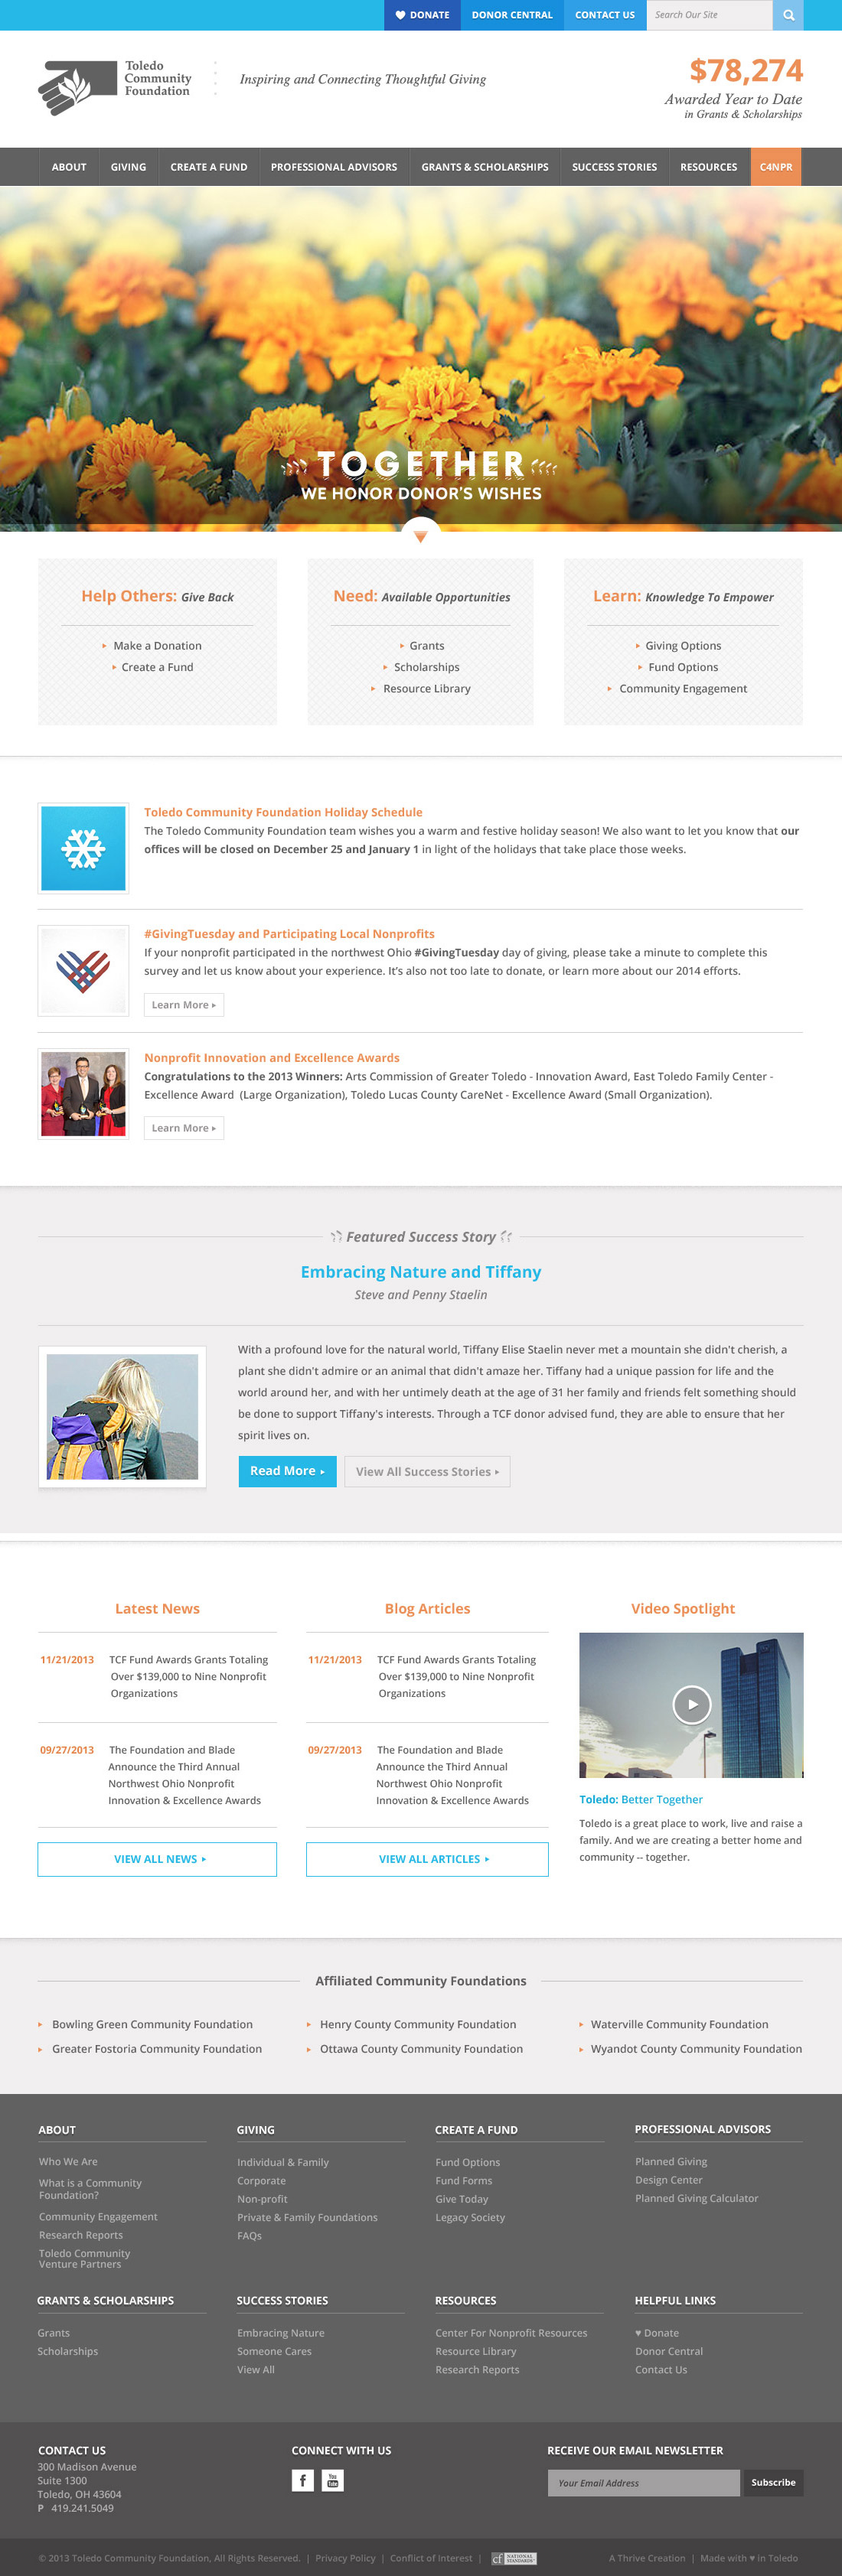 DONATE
DONOR CENTRAL
CONTACT US
Search Our Site
Toledo
Community
Foundation
Inspiring and Connecting Thoughtful Giving
$78,274
Awarded Year to Date
in Grants & Scholarships
ABOUT
GIVING
CREATE A FUND
PROFESSIONAL ADVISORS
GRANTS & SCHOLARSHIPS
SUCCESS STORIES
RESOURCES
C4NPR
TOGETHER
WE HONOR DONOR'S WISHES
Help Others: Give Back
Make a Donation
Create a Fund
Need: Available Opportunities
Grants
Scholarships
Resource Library
Learn: Knowledge To Empower
Giving Options
Fund Options
Community Engagement
Toledo Community Foundation Holiday Schedule
The Toledo Community Foundation team wishes you a warm and festive holiday season! We also want to let you know that our
offices will be closed on December 25 and January 1 in light of the holidays that take place those weeks.
#GivingTuesday and Participating Local Nonprofits
If your nonprofit participated in the northwest Ohio #GivingTuesday day of giving, please take a minute to complete this
survey and let us know about your experience. It's also not too late to donate, or learn more about our 2014 efforts.
Learn More
Nonprofit Innovation and Excellence Awards
Congratulations to the 2013 Winners: Arts Commission of Greater Toledo - Innovation Award, East Toledo Family Center -
Excellence Award (Large Organization), Toledo Lucas County CareNet - Excellence Award (Small Organization).
Learn More
Featured Success Story
Embracing Nature and Tiffany
Steve and Penny Staelin
With a profound love for the natural world, Tiffany Elise Staelin never met a mountain she didn't cherish, a
plant she didn't admire or an animal that didn't amaze her. Tiffany had a unique passion for life and the
world around her, and with her untimely death at the age of 31 her family and friends felt something should
be done to support Tiffany's interests. Through a TCF donor advised fund, they are able to ensure that her
spirit lives on.
Read More
View All Success Stories
Latest News
11/21/2013
TCF Fund Awards Grants Totaling
Over $139,000 to Nine Nonprofit
Organizations
09/27/2013
The Foundation and Blade
Announce the Third Annual
Northwest Ohio Nonprofit
Innovation & Excellence Awards
VIEW ALL NEWS
Blog Articles
11/21/2013
TCF Fund Awards Grants Totaling
Over $139,000 to Nine Nonprofit
Organizations
09/27/2013
The Foundation and Blade
Announce the Third Annual
Northwest Ohio Nonprofit
Innovation & Excellence Awards
VIEW ALL ARTICLES
Video Spotlight
Toledo: Better Together
Toledo is a great place to work, live and raise a
family. And we are creating a better home and
community -- together.
Affiliated Community Foundations
Bowling Green Community Foundation
Greater Fostoria Community Foundation
Henry County Community Foundation
Ottawa County Community Foundation
Waterville Community Foundation
Wyandot County Community Foundation
ABOUT
Who We Are
What is a Community
Foundation?
Community Engagement
Research Reports
Toledo Community
Venture Partners
GIVING
Individual & Family
Corporate
Non-profit
Private & Family Foundations
FAQs
CREATE A FUND
Fund Options
Fund Forms
Give Today
Legacy Society
PROFESSIONAL ADVISORS
Planned Giving
Design Center
Planned Giving Calculator
GRANTS & SCHOLARSHIPS
Grants
Scholarships
SUCCESS STORIES
Embracing Nature
Someone Cares
View All
RESOURCES
Center For Nonprofit Resources
Resource Library
Research Reports
HELPFUL LINKS
♥ Donate
Donor Central
Contact Us
CONTACT US
300 Madison Avenue
Suite 1300
Toledo, OH 43604
P 419.241.5049
CONNECT WITH US
f
You
Tube
RECEIVE OUR EMAIL NEWSLETTER
Your Email Address
Subscribe
© 2013 Toledo Community Foundation, All Rights Reserved. | Privacy Policy | Conflict of Interest |
cf NATIONAL
STANDARDS
A Thrive Creation | Made with ♥ in Toledo